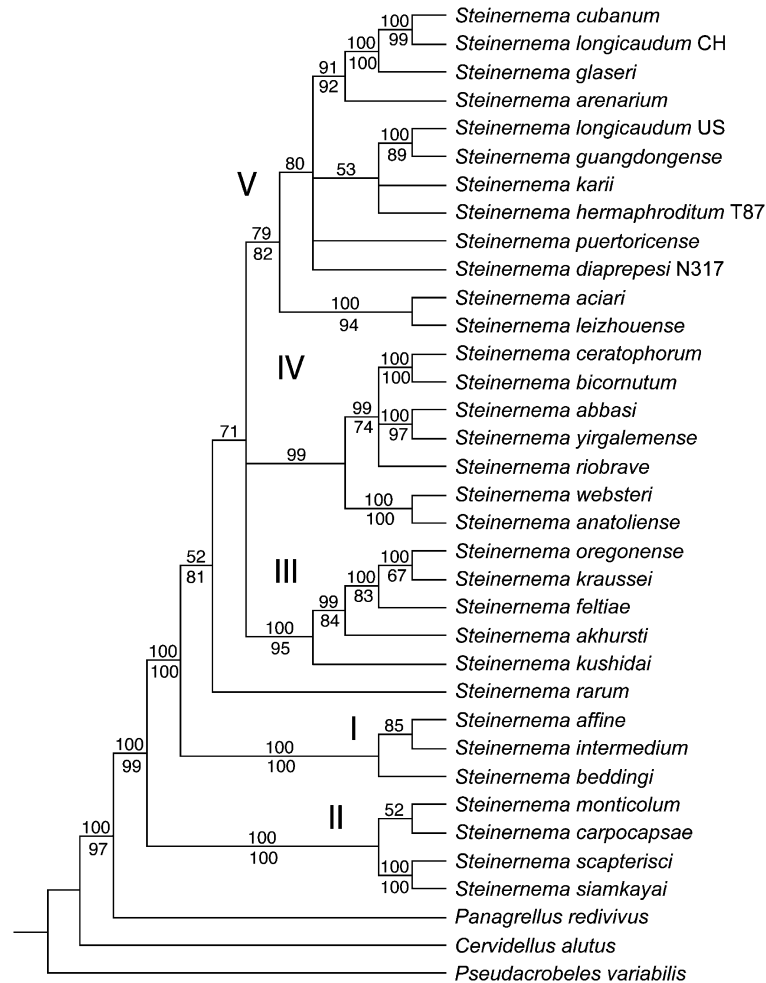 100 Steinernema cubanum
100 99 Steinernema longicaudum CH
91 100 Steinernema glaseri
92 Steinernema arenarium
100 Steinernema longicaudum US
80 53 89 Steinernema guangdongense
V Steinernema karii
Steinernema hermaphroditum T87
79 Steinernema puertoricense
82 Steinernema diaprepesi N317
100 Steinernema aciari
94 Steinernema leizhouense
IV 100 Steinernema ceratophorum
100 Steinernema bicornutum
99 100 Steinernema abbasi
71 74 97 Steinernema yirgalemense
99 Steinernema riobrave
100 Steinernema websteri
100 Steinernema anatoliense
52 III 100 Steinernema oregonense
81 100 67 Steinernema kraussei
99 83 Steinernema feltiae
100 84 Steinernema akhursti
100 95 Steinernema kushidai
100 Steinernema rarum
I 85 Steinernema affine
100 100 Steinernema intermedium
99 100 Steinernema beddingi
II 52 Steinernema monticolum
100 100 Steinernema carpocapsae
97 100 100 Steinernema scapterisci
100 Steinernema siamkayai
Panagrellus redivivus
Cervidellus alutus
Pseudacrobeles variabilis